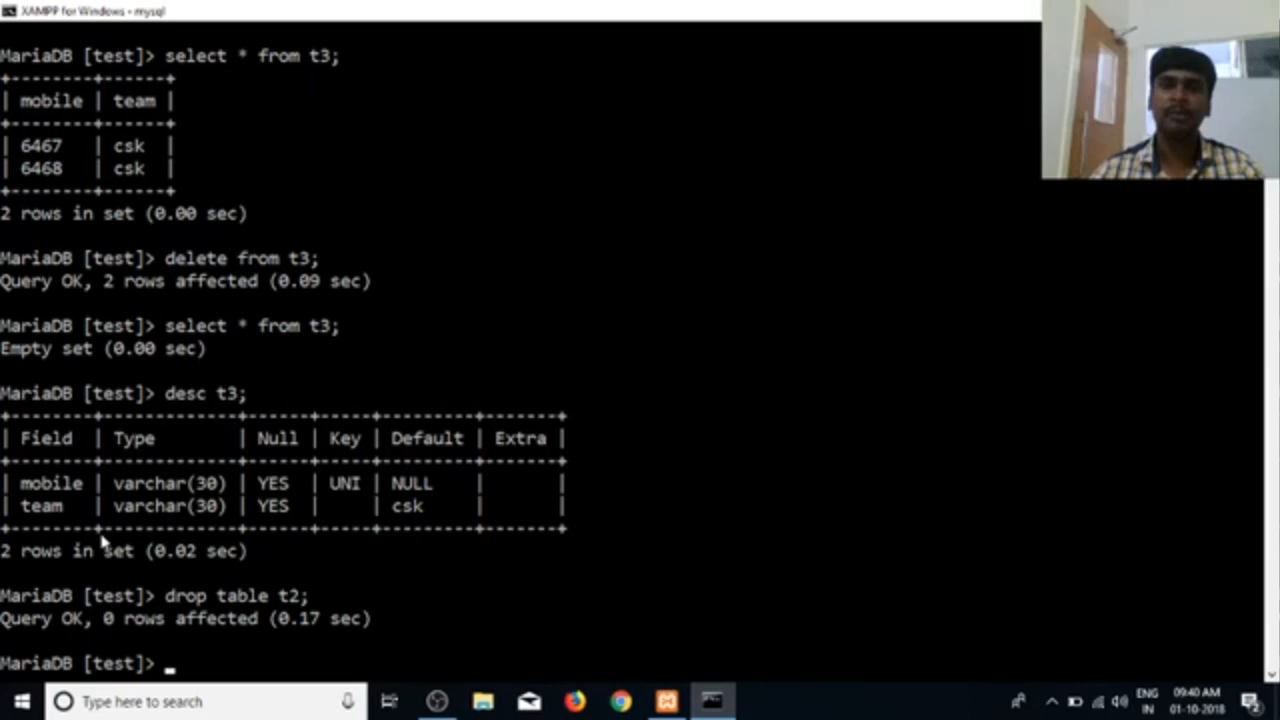 XAMPP for Windows - mysql
MariaDB [test]> select * from t3;
+--------+------+
| mobile | team |
+--------+------+
| 6467   | csk  |
| 6468   | csk  |
+--------+------+
2 rows in set (0.00 sec)
MariaDB [test]> delete from t3;
Query OK, 2 rows affected (0.09 sec)
MariaDB [test]> select * from t3;
Empty set (0.00 sec)
MariaDB [test]> desc t3;
+--------+-------------+------+-----+---------+-------+
| Field  | Type        | Null | Key | Default | Extra |
+--------+-------------+------+-----+---------+-------+
| mobile | varchar(30) | YES  | UNI | NULL    |       |
| team   | varchar(30) | YES  |     | csk     |       |
+--------+-------------+------+-----+---------+-------+
2 rows in set (0.02 sec)
MariaDB [test]> drop table t2;
Query OK, 0 rows affected (0.17 sec)
MariaDB [test]> _
Type here to search
ENG
IN
09:40 AM
01-10-2018
2